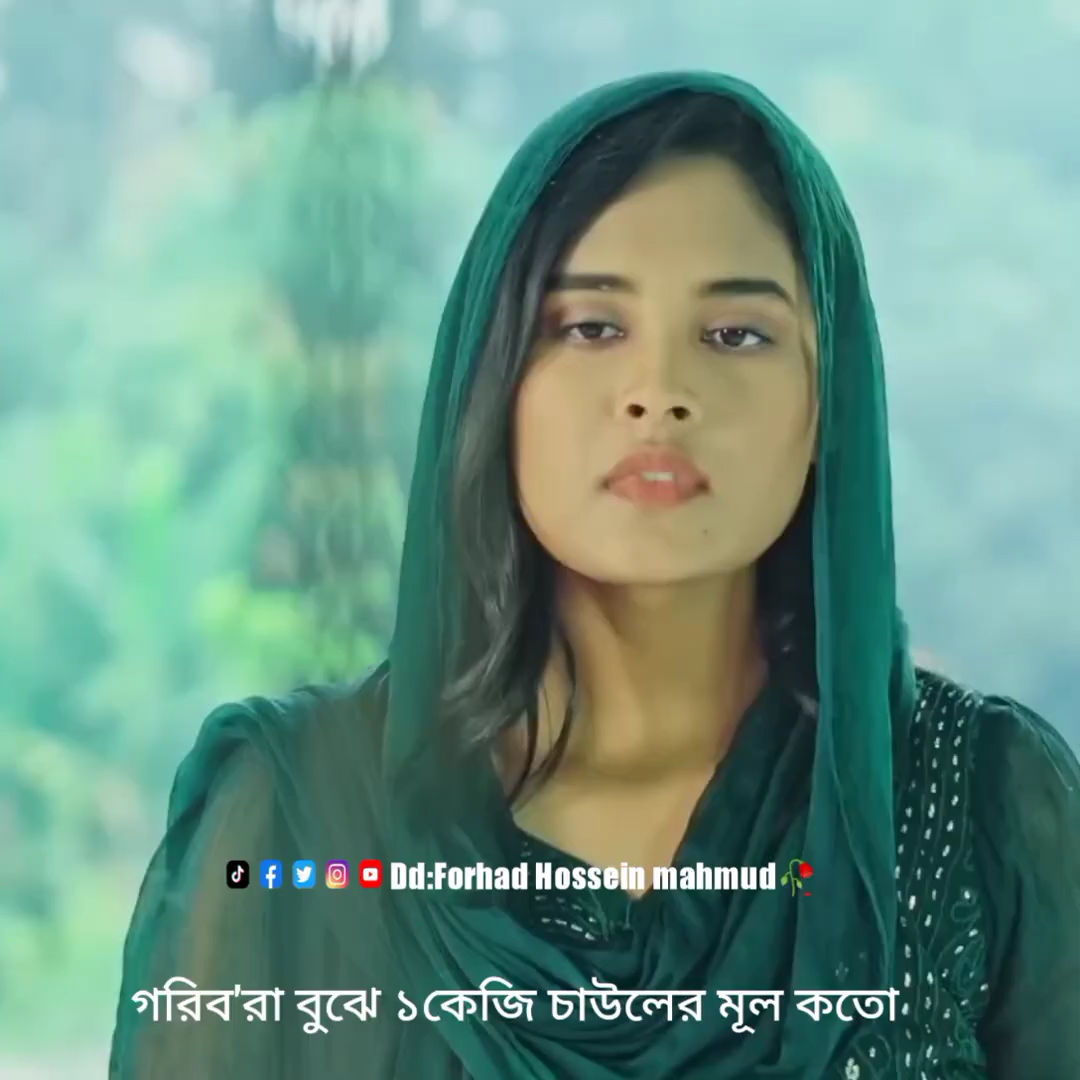 Dd:Forhad Hossein mahmud🥀
গরিব'রা বুঝে ১কেজি চাউলের মূল কতো